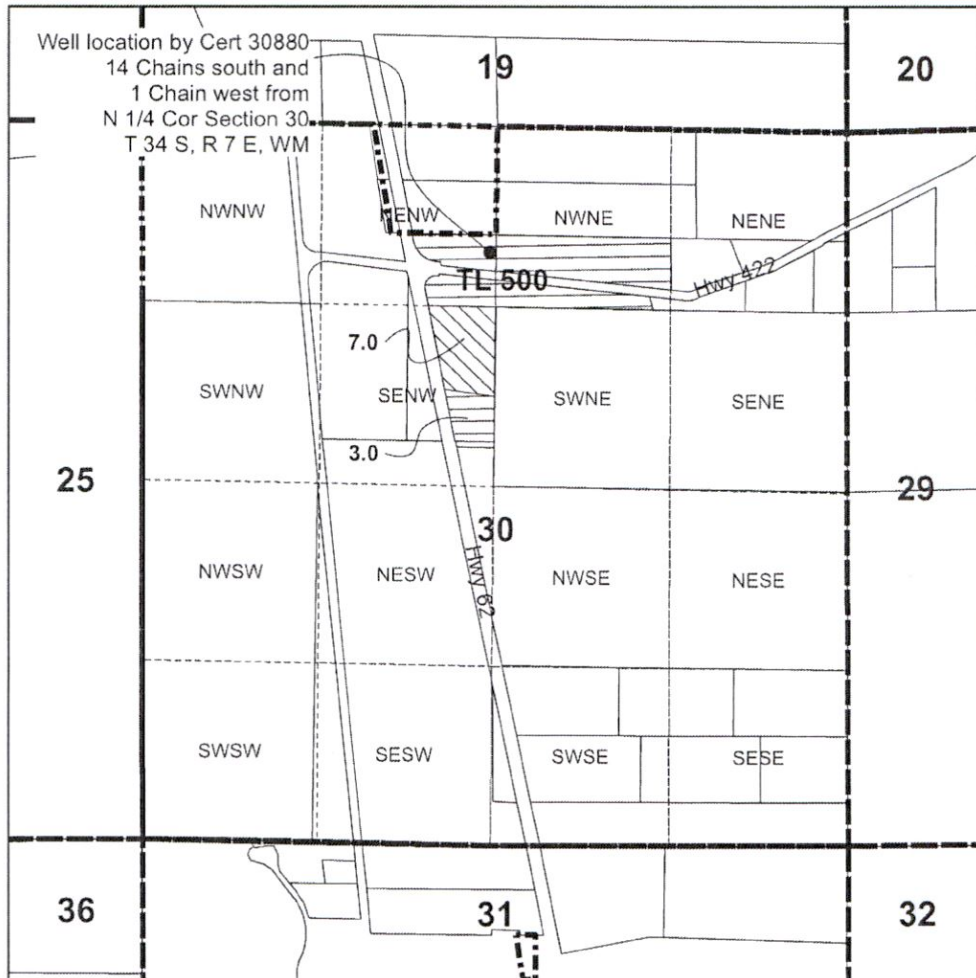 Well location by Cert 30880
14 Chains south and
1 Chain west from
N 1/4 Cor Section 30
T 34 S, R 7 E, WM
19
20
NWNW
NENW
NWNE
NENE
TL 500
Hwy 422
7.0
SWNW
SENW
SWNE
SENE
3.0
25
29
30
NWSW
NESW
Hwy 62
NWSE
NESE
SWSW
SESW
SWSE
SESE
36
31
32